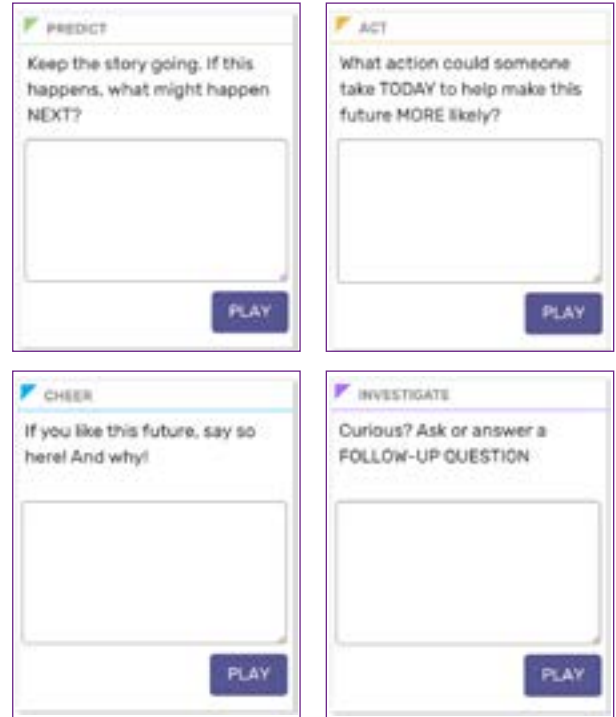 PREDICT
Keep the story going. If this
happens, what might happen
NEXT?
PLAY
ACT
What action could someone
take TODAY to help make this
future MORE likely?
PLAY
CHEER
If you like this future, say so
here! And why!
PLAY
INVESTIGATE
Curious? Ask or answer a
FOLLOW-UP QUESTION
PLAY